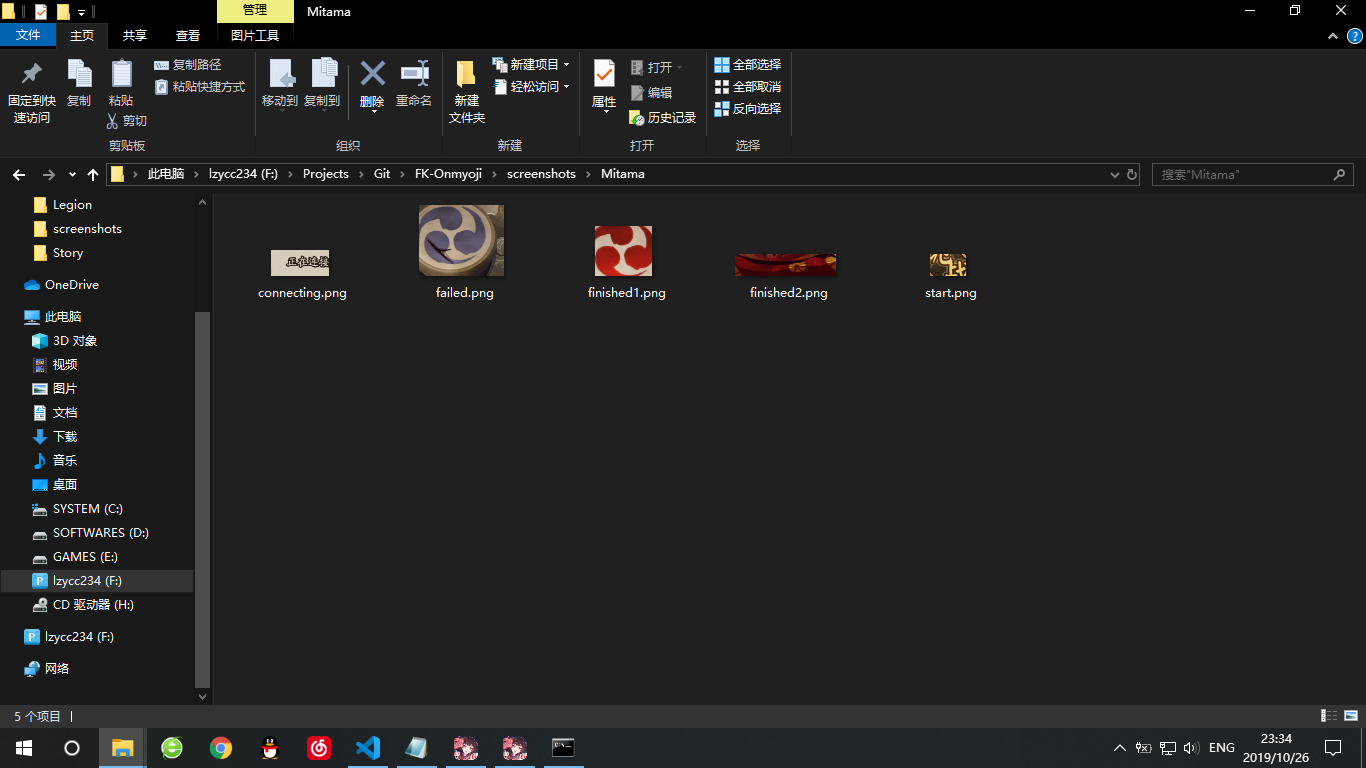 管理
Mitama
文件
主页
共享
查看
图片工具
固定到快
速访问
复制
粘贴
复制路径
粘贴快捷方式
剪切
剪贴板
移动到
复制到
删除
重命名
组织
新建
文件夹
新建项目
轻松访问
新建
属性
打开
编辑
历史记录
打开
全部选择
全部取消
反向选择
选择
此电脑 lzycc234 (F:) Projects Git FK-Onmyoji screenshots Mitama
搜索"Mitama"
Legion
screenshots
Story
OneDrive
此电脑
3D 对象
视频
图片
文档
下载
音乐
桌面
SYSTEM (C:)
SOFTWARES (D:)
GAMES (E:)
lzycc234 (F:)
CD 驱动器 (H:)
lzycc234 (F:)
网络
正在连接
connecting.png
failed.png
finished1.png
finished2.png
start.png
5 个项目
ENG
23:34
2019/10/26